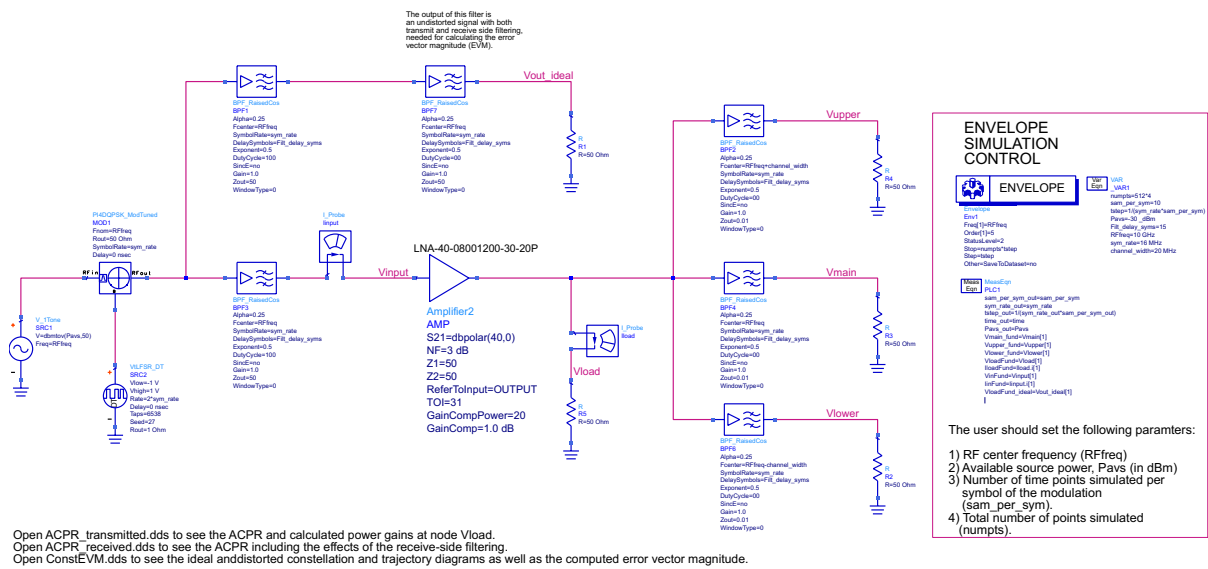 The output of this filter is
an undistorted signal with both
transmit and receive side filtering,
needed for calculating the error
vector magnitude (EVM).
Vout_ideal
BPF_RaisedCos
BPF1
Alpha=0.25
Fcenter=RFfreq
SymbolRate=sym_rate
DelaySymbols=Filt_delay_syms
Exponent=0.5
DutyCycle=100
SincE=no
Gain=1.0
Zout=50
WindowType=0
BPF_RaisedCos
BPF7
Alpha=0.25
Fcenter=RFfreq
SymbolRate=sym_rate
DelaySymbols=Filt_delay_syms
Exponent=0.5
DutyCycle=00
SincE=no
Gain=1.0
Zout=50
WindowType=0
R
R1
R=50 Ohm
Vupper
BPF_RaisedCos
BPF2
Alpha=0.25
Fcenter=RFfreq+channel_width
SymbolRate=sym_rate
DelaySymbols=Filt_delay_syms
Exponent=0.5
DutyCycle=00
SincE=no
Gain=1.0
Zout=0.01
WindowType=0
R
R4
R=50 Ohm
PI4DQPSK_ModTuned
MOD1
Fnom=RFfreq
Rout=50 Ohm
SymbolRate=sym_rate
Delay=0 nsec
RFin
RFout
V_1Tone
SRC1
V=dbmtov(Pavs,50)
Freq=RFfreq
VtLFSR_DT
SRC2
Vlow=-1 V
Vhigh=1 V
Rate=2*sym_rate
Delay=0 nsec
Taps=6538
Seed=27
Rout=1 Ohm
BPF_RaisedCos
BPF3
Alpha=0.25
Fcenter=RFfreq
SymbolRate=sym_rate
DelaySymbols=Filt_delay_syms
Exponent=0.5
DutyCycle=100
SincE=no
Gain=1.0
Zout=50
WindowType=0
I_Probe
Iinput
Vinput
LNA-40-08001200-30-20P
Amplifier2
AMP
S21=dbpolar(40,0)
NF=3 dB
Z1=50
Z2=50
ReferToInput=OUTPUT
TOI=31
GainCompPower=20
GainComp=1.0 dB
I_Probe
Iload
Vload
R
R5
R=50 Ohm
Vmain
BPF_RaisedCos
BPF4
Alpha=0.25
Fcenter=RFfreq
SymbolRate=sym_rate
DelaySymbols=Filt_delay_syms
Exponent=0.5
DutyCycle=00
SincE=no
Gain=1.0
Zout=0.01
WindowType=0
R
R3
R=50 Ohm
Vlower
BPF_RaisedCos
BPF6
Alpha=0.25
Fcenter=RFfreq-channel_width
SymbolRate=sym_rate
DelaySymbols=Filt_delay_syms
Exponent=0.5
DutyCycle=00
SincE=no
Gain=1.0
Zout=0.01
WindowType=0
R
R2
R=50 Ohm
ENVELOPE
SIMULATION
CONTROL
ENVELOPE
Envelope
Env1
Freq[1]=RFfreq
Order[1]=5
StatusLevel=2
Stop=numpts*tstep
Step=tstep
Other=SaveToDataset=no
Var
Eqn
VAR
_VAR1
numpts=512*4
sam_per_sym=10
tstep=1/(sym_rate*sam_per_sym)
Pavs=-30 _dBm
Filt_delay_syms=15
RFfreq=10 GHz
sym_rate=16 MHz
channel_width=20 MHz
Meas
Eqn
MeasEqn
PLC1
sam_per_sym_out=sam_per_sym
sym_rate_out=sym_rate
tstep_out=1/(sym_rate_out*sam_per_sym_out)
time_out=time
Pavs_out=Pavs
Vmain_fund=Vmain[1]
Vupper_fund=Vupper[1]
Vlower_fund=Vlower[1]
VloadFund=Vload[1]
IloadFund=Iload.i[1]
VinFund=Vinput[1]
IinFund=Iinput.i[1]
VloadFund_ideal=Vout_ideal[1]
The user should set the following paramters:
1) RF center frequency (RFfreq)
2) Available source power, Pavs (in dBm)
3) Number of time points simulated per
symbol of the modulation
(sam_per_sym).
4) Total number of points simulated
(numpts).
Open ACPR_transmitted.dds to see the ACPR and calculated power gains at node Vload.
Open ACPR_received.dds to see the ACPR including the effects of the receive-side filtering.
Open ConstEVM.dds to see the ideal anddistorted constellation and trajectory diagrams as well as the computed error vector magnitude.